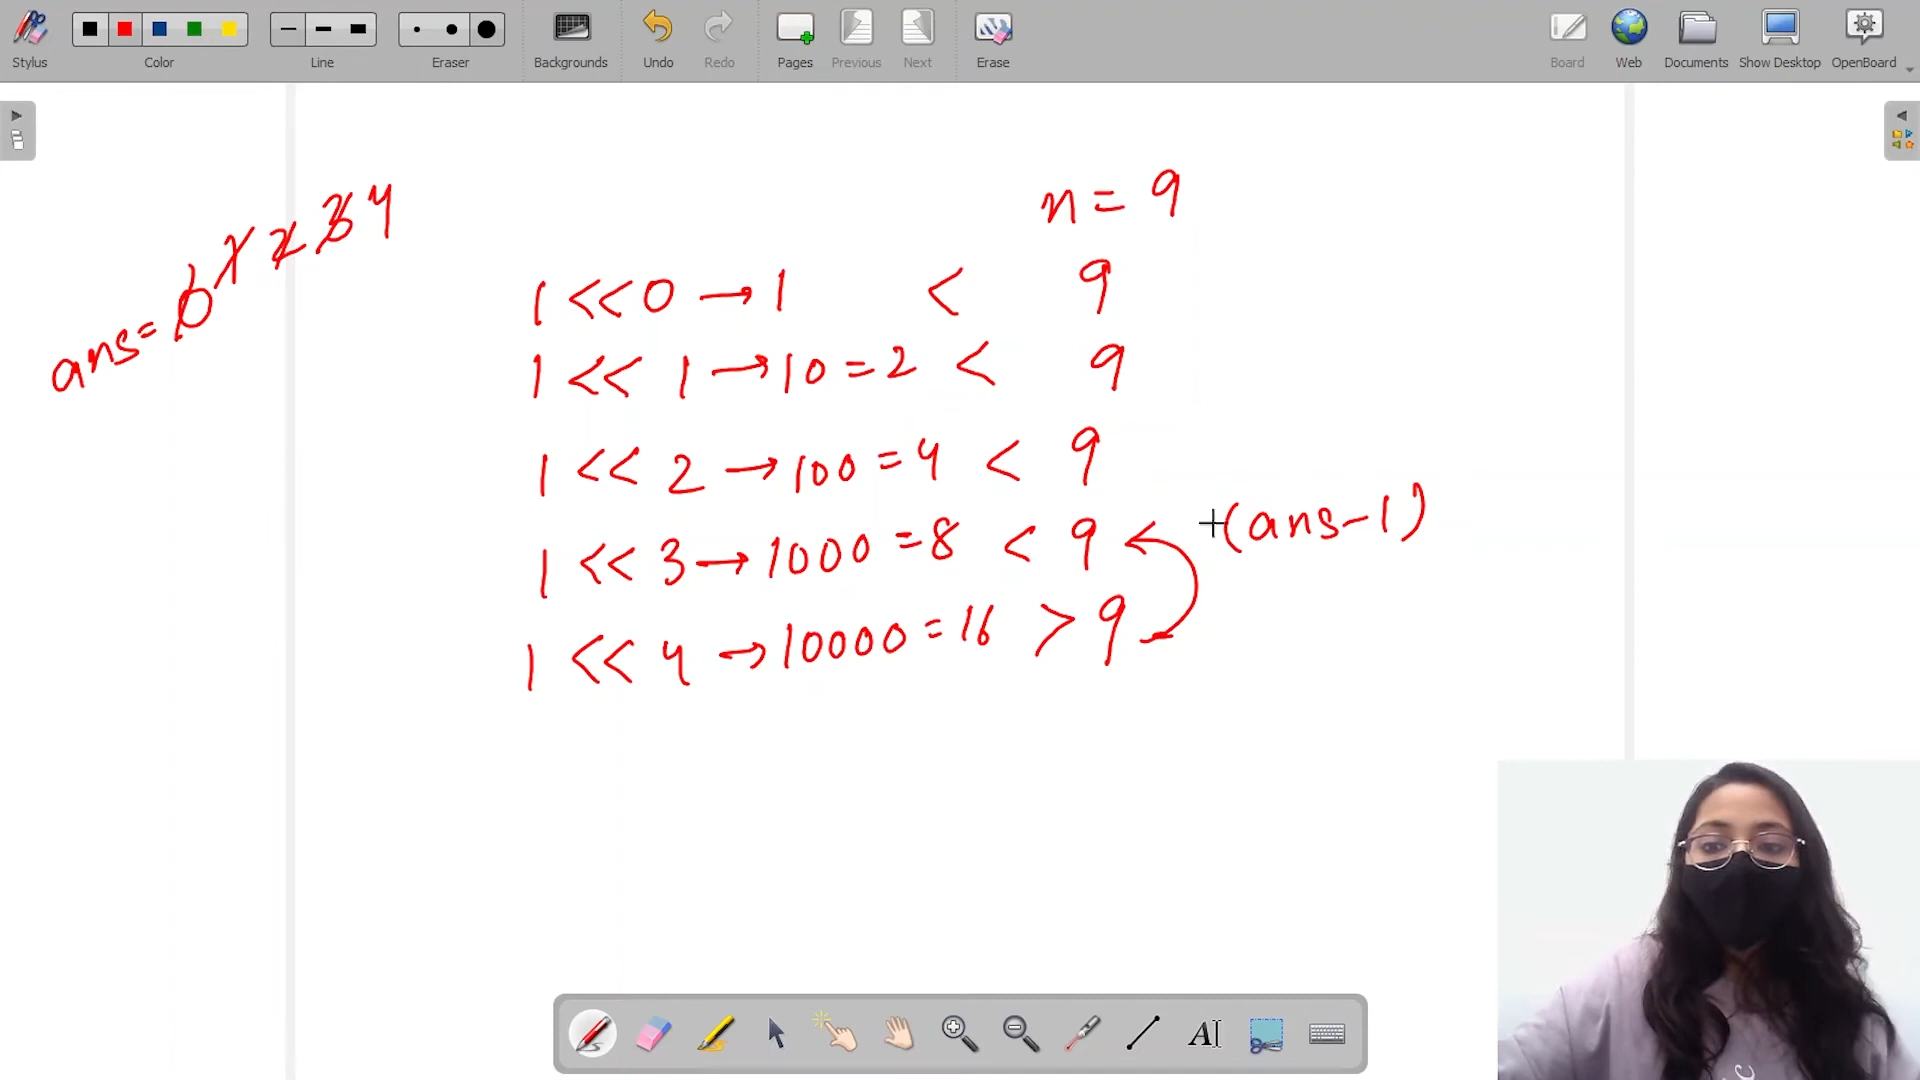 Stylus Color Line Eraser Backgrounds Undo Redo Pages Previous Next Erase Board Web Documents Show Desktop OpenBoard
n = 9
ans = 0 1 2 3 4
1 << 0 → 1 < 9
1 << 1 → 10 = 2 < 9
1 << 2 → 100 = 4 < 9
(ans-1)
1 << 3 → 1000 = 8 < 9
1 << 4 → 10000 = 16 > 9